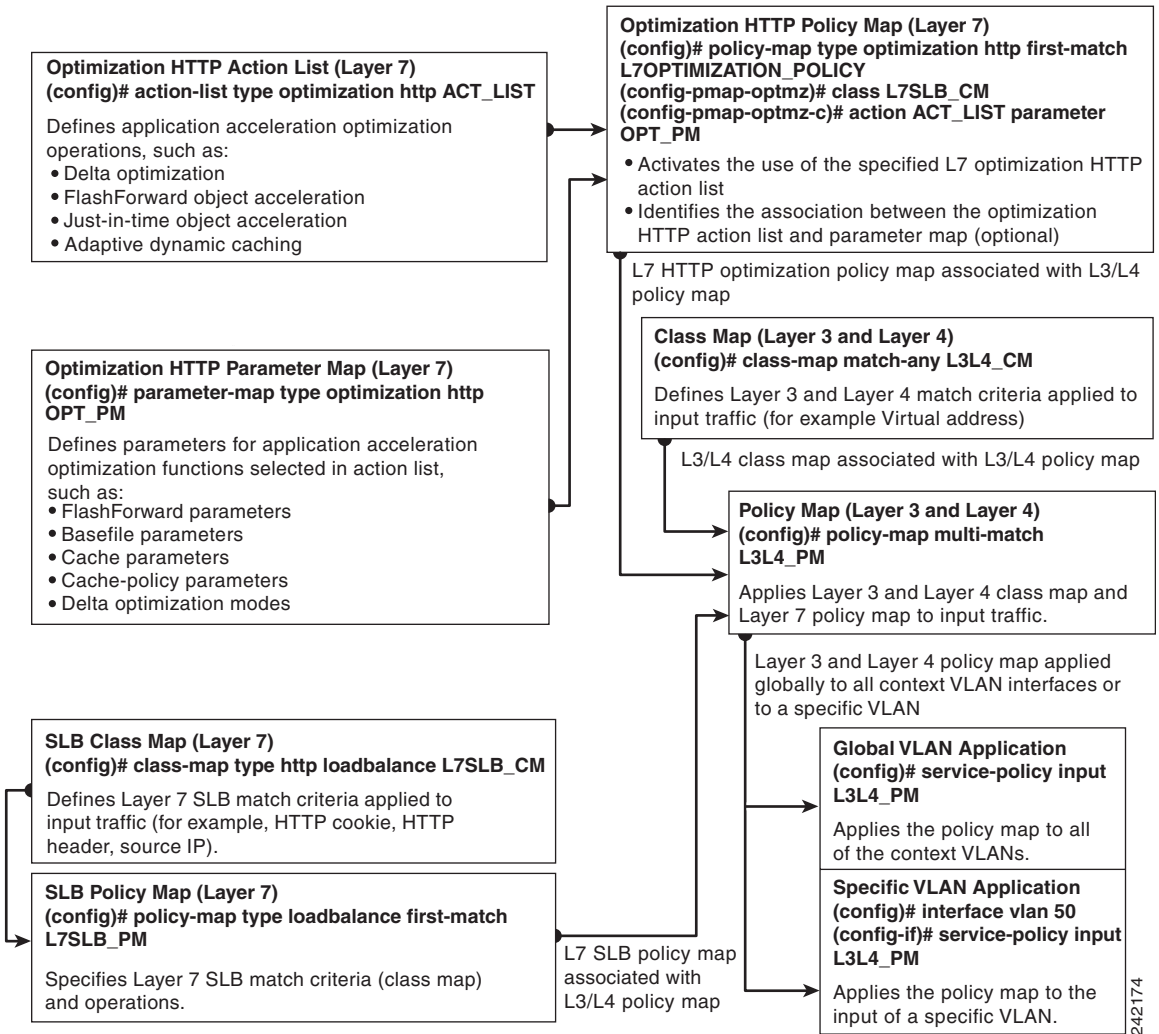 Optimization HTTP Action List (Layer 7)
(config)# action-list type optimization http ACT_LIST
Defines application acceleration optimization
operations, such as:
• Delta optimization
• FlashForward object acceleration
• Just-in-time object acceleration
• Adaptive dynamic caching
Optimization HTTP Policy Map (Layer 7)
(config)# policy-map type optimization http first-match
L7OPTIMIZATION_POLICY
(config-pmap-optmz)# class L7SLB_CM
(config-pmap-optmz-c)# action ACT_LIST parameter
OPT_PM
• Activates the use of the specified L7 optimization HTTP
action list
• Identifies the association between the optimization
HTTP action list and parameter map (optional)
L7 HTTP optimization policy map associated with L3/L4
policy map
Optimization HTTP Parameter Map (Layer 7)
(config)# parameter-map type optimization http
OPT_PM
Defines parameters for application acceleration
optimization functions selected in action list,
such as:
• FlashForward parameters
• Basefile parameters
• Cache parameters
• Cache-policy parameters
• Delta optimization modes
Class Map (Layer 3 and Layer 4)
(config)# class-map match-any L3L4_CM
Defines Layer 3 and Layer 4 match criteria applied to
input traffic (for example Virtual address)
L3/L4 class map associated with L3/L4 policy map
Policy Map (Layer 3 and Layer 4)
(config)# policy-map multi-match
L3L4_PM
Applies Layer 3 and Layer 4 class map and
Layer 7 policy map to input traffic.
Layer 3 and Layer 4 policy map applied
globally to all context VLAN interfaces or
to a specific VLAN
SLB Class Map (Layer 7)
(config)# class-map type http loadbalance L7SLB_CM
Defines Layer 7 SLB match criteria applied to
input traffic (for example, HTTP cookie, HTTP
header, source IP).
SLB Policy Map (Layer 7)
(config)# policy-map type loadbalance first-match
L7SLB_PM
Specifies Layer 7 SLB match criteria (class map)
and operations.
L7 SLB policy map
associated with
L3/L4 policy map
Global VLAN Application
(config)# service-policy input
L3L4_PM
Applies the policy map to all
of the context VLANs.
Specific VLAN Application
(config)# interface vlan 50
(config-if)# service-policy input
L3L4_PM
Applies the policy map to the
input of a specific VLAN.
242174